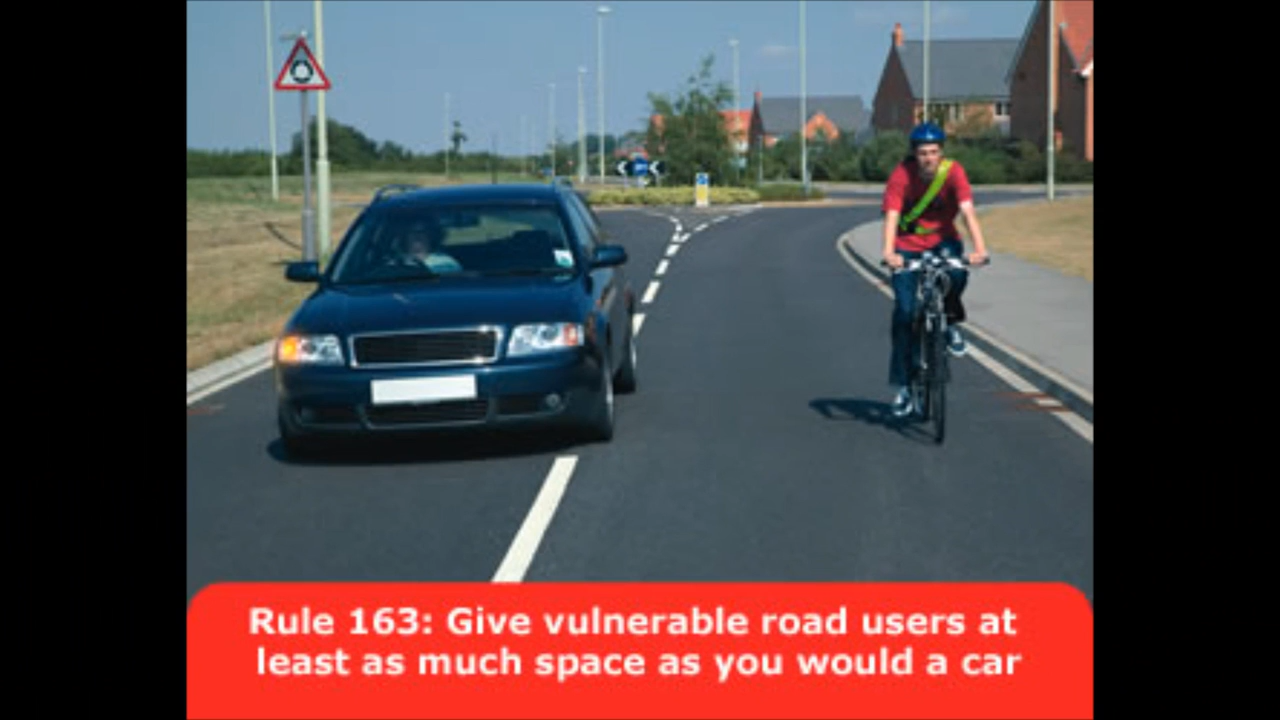 Rule 163: Give vulnerable road users at
least as much space as you would a car